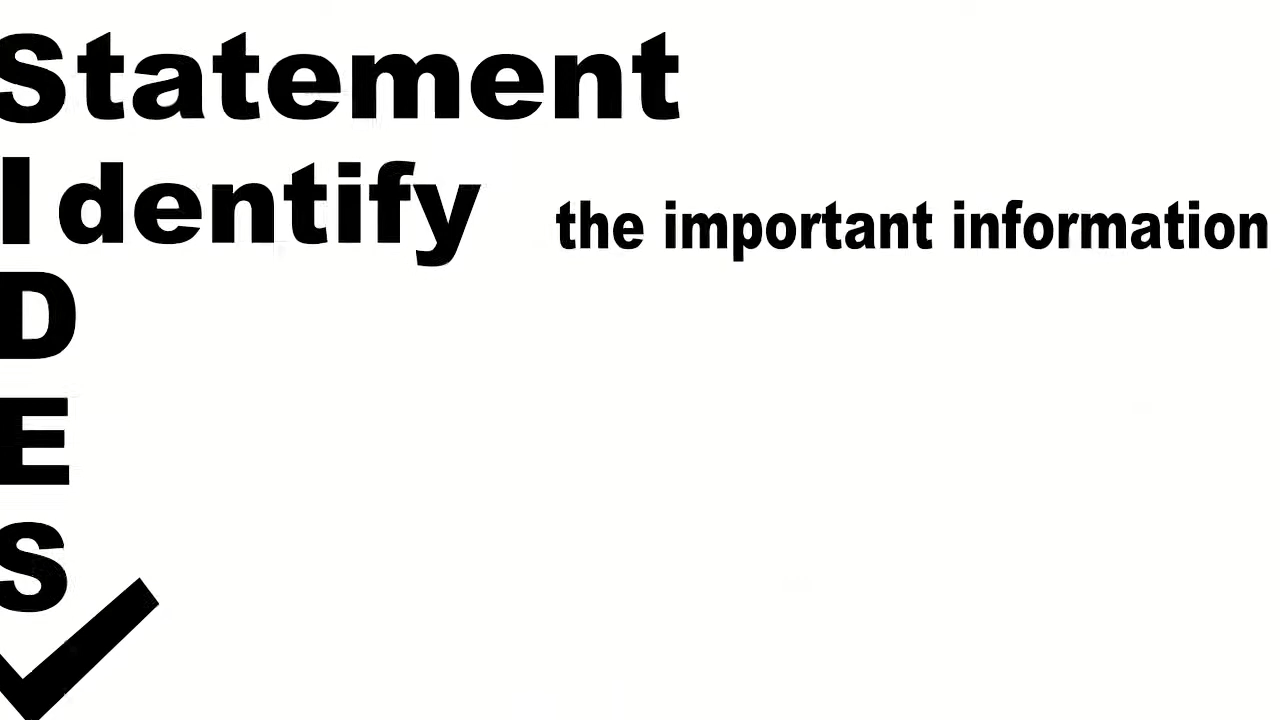 Statement
Identify the important information
D
E
S